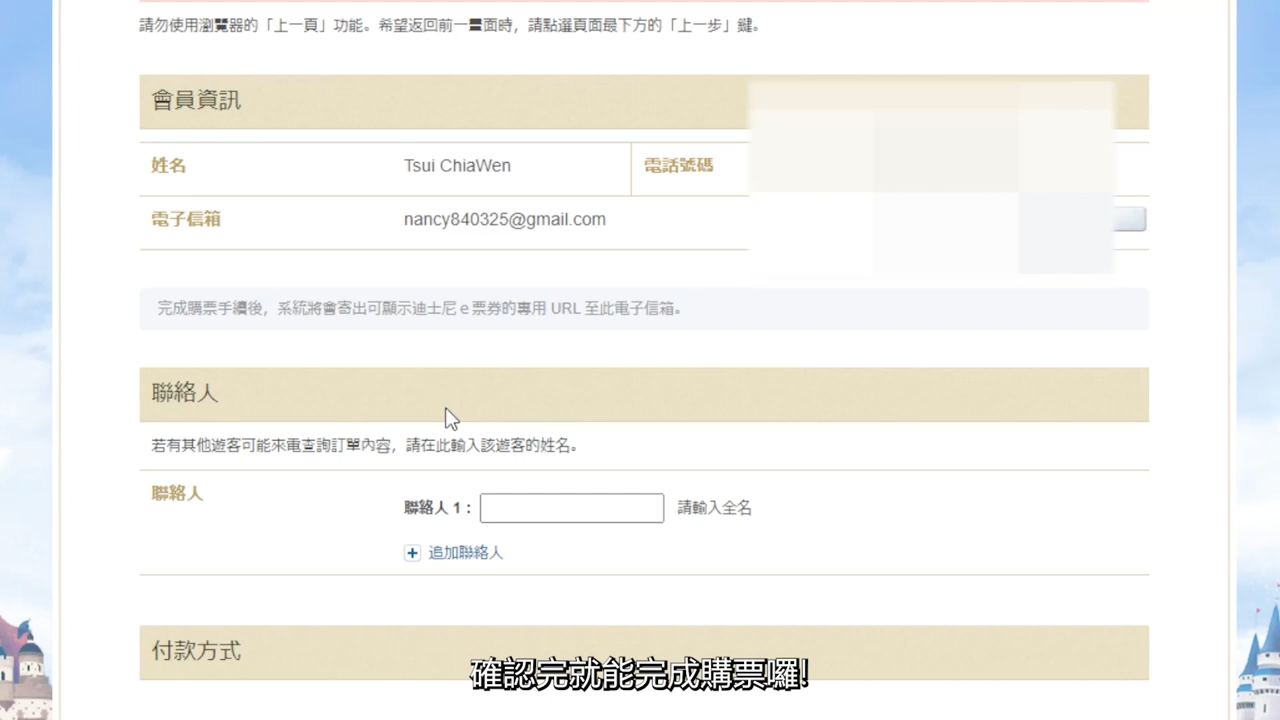 請勿使用瀏覽器的「上一頁」功能。希望返回前一畫面時，請點選頁面最下方的「上一步」鍵。
會員資訊
姓名 Tsui ChiaWen 電話號碼
電子信箱 nancy840325@gmail.com
完成購票手續後，系統將會寄出可顯示迪士尼 e 票券的專用 URL 至此電子信箱。
聯絡人
若有其他遊客可能來電查詢訂單內容，請在此輸入該遊客的姓名。
聯絡人
聯絡人 1： 請輸入全名
追加聯絡人
付款方式
確認完就能完成購票囉!